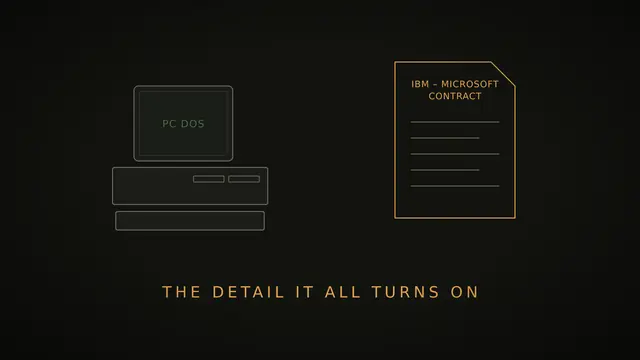 PC DOS
IBM – MICROSOFT
CONTRACT
THE DETAIL IT ALL TURNS ON